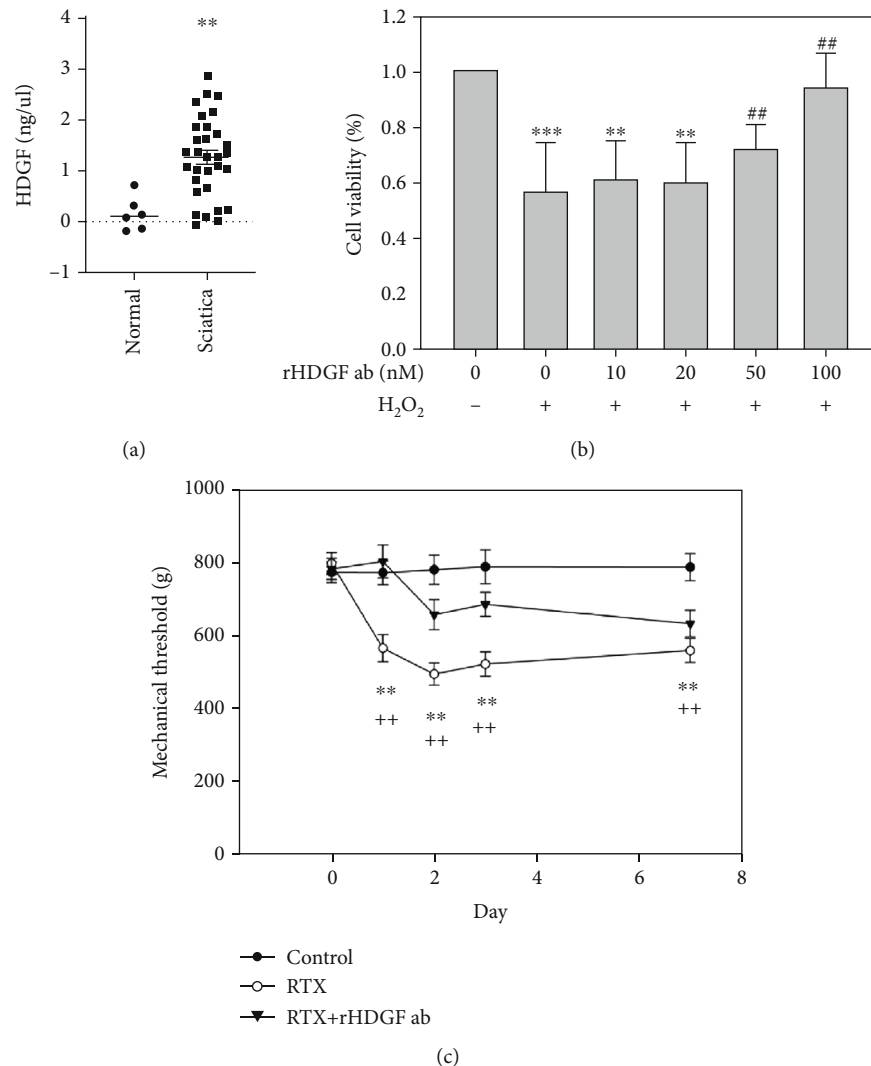 4
3
2
1
0
−1
HDGF (ng/ul)
**
Normal
Sciatica
(a)
1.2
1.0
0.8
0.6
0.4
0.2
0.0
Cell viability (%)
***
**
**
##
##
rHDGF ab (nM) 0 0 10 20 50 100
H₂O₂ − + + + + +
(b)
1000
800
600
400
200
0
Mechanical threshold (g)
** ** ** **
++ ++ ++ ++
0 2 4 6 8
Day
Control
RTX
RTX+rHDGF ab
(c)